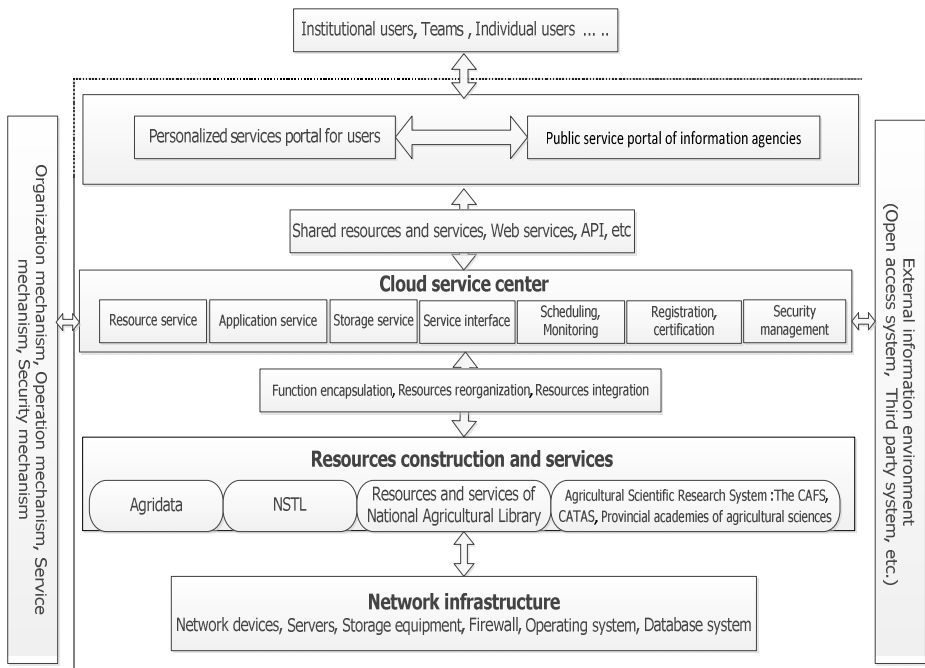 Institutional users, Teams , Individual users ... ..
Personalized services portal for users
Public service portal of information agencies
Shared resources and services, Web services, API, etc
Cloud service center
Resource service
Application service
Storage service
Service interface
Scheduling,
Monitoring
Registration,
certification
Security
management
Function encapsulation, Resources reorganization, Resources integration
Resources construction and services
Agridata
NSTL
Resources and services of
National Agricultural Library
Agricultural Scientific Research System :The CAFS,
CATAS, Provincial academies of agricultural sciences
Network infrastructure
Network devices, Servers, Storage equipment, Firewall, Operating system, Database system
Organization mechanism, Operation mechanism, Service
mechanism, Security mechanism
External information environment
(Open access system, Third party system, etc.)